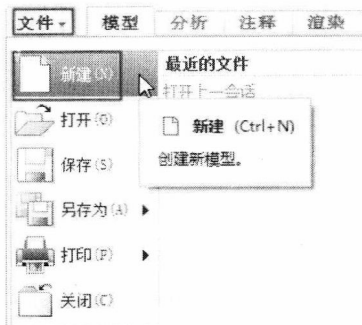 文件 模型 分析 注释 渲染
新建(N)
最近的文件
打开上一会话
新建 (Ctrl+N)
创建新模型。
打开(O)
保存(S)
另存为(A)
打印(P)
关闭(C)